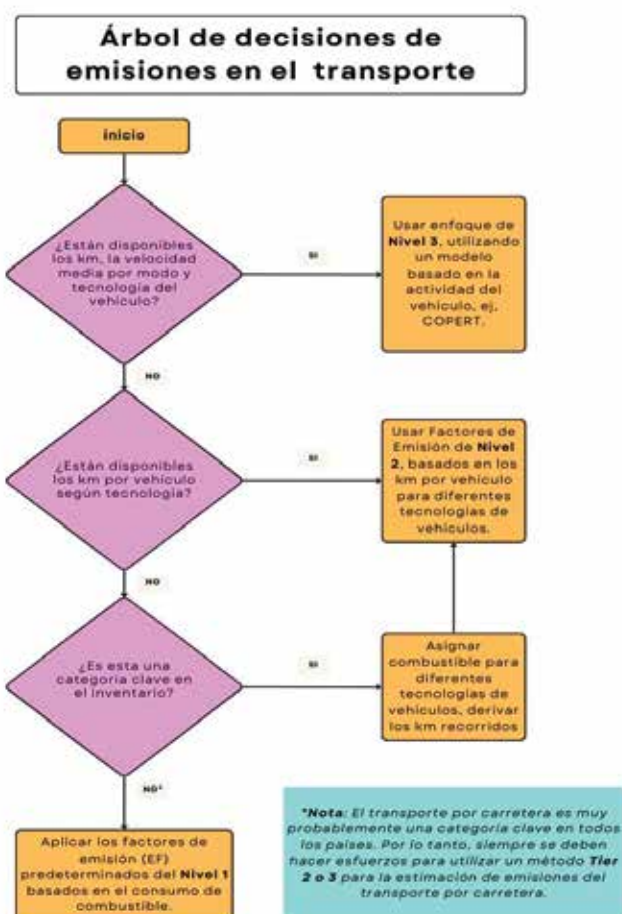 Árbol de decisiones de
emisiones en el transporte
inicio
¿Están disponibles
los km, la velocidad
media por modo y
tecnología del
vehículo?
SI
Usar enfoque de
Nivel 3, utilizando
un modelo
basado en la
actividad del
vehículo, ej,
COPERT.
NO
¿Están disponibles
los km por vehículo
según tecnología?
SI
Usar Factores de
Emisión de Nivel
2, basados en los
km por vehículo
para diferentes
tecnologías de
vehículos.
NO
¿Es esta una
categoría clave en
el inventario?
SI
Asignar
combustible para
diferentes
tecnologías de
vehículos, derivar
los km recorridos
NO*
Aplicar los factores de
emisión (EF)
predeterminados del Nivel 1
basados en el consumo de
combustible.
*Nota: El transporte por carretera es muy
probablemente una categoría clave en todos
los países. Por lo tanto, siempre se deben
hacer esfuerzos para utilizar un método Tier
2 o 3 para la estimación de emisiones del
transporte por carretera.